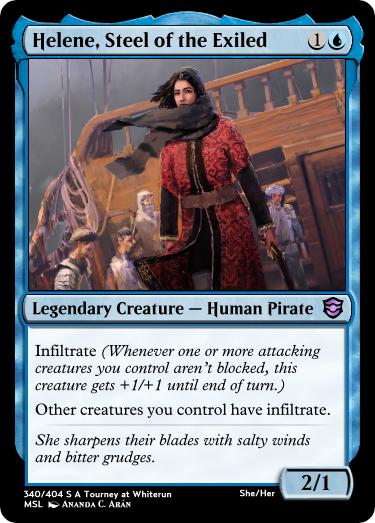 Helene, Steel of the Exiled 1
Legendary Creature — Human Pirate
Infiltrate (Whenever one or more attacking
creatures you control aren't blocked, this
creature gets +1/+1 until end of turn.)
Other creatures you control have infiltrate.
She sharpens their blades with salty winds
and bitter grudges.
2/1
340/404 S A Tourney at Whiterun She/Her
MSL Ananda C. Arán